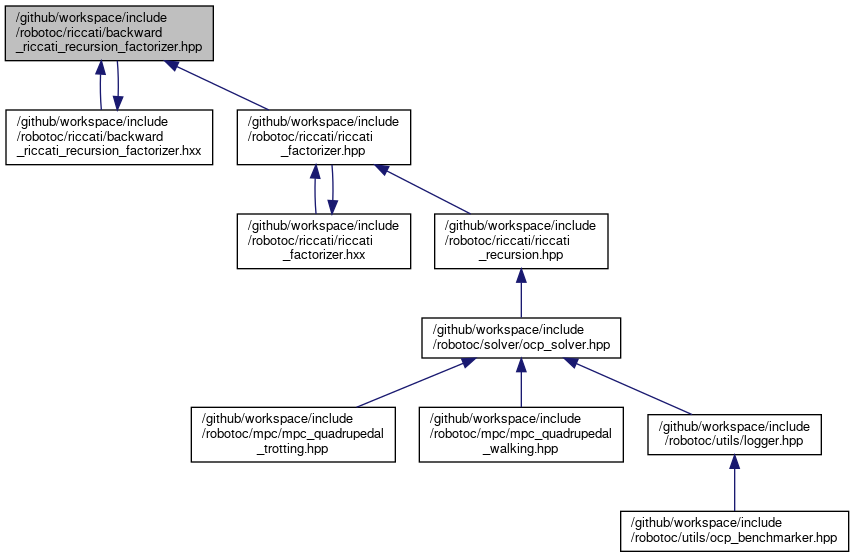 /github/workspace/include
/robotoc/riccati/backward
_riccati_recursion_factorizer.hpp
/github/workspace/include
/robotoc/riccati/backward
_riccati_recursion_factorizer.hxx
/github/workspace/include
/robotoc/riccati/riccati
_factorizer.hpp
/github/workspace/include
/robotoc/riccati/riccati
_factorizer.hxx
/github/workspace/include
/robotoc/riccati/riccati
_recursion.hpp
/github/workspace/include
/robotoc/solver/ocp_solver.hpp
/github/workspace/include
/robotoc/mpc/mpc_quadrupedal
_trotting.hpp
/github/workspace/include
/robotoc/mpc/mpc_quadrupedal
_walking.hpp
/github/workspace/include
/robotoc/utils/logger.hpp
/github/workspace/include
/robotoc/utils/ocp_benchmarker.hpp